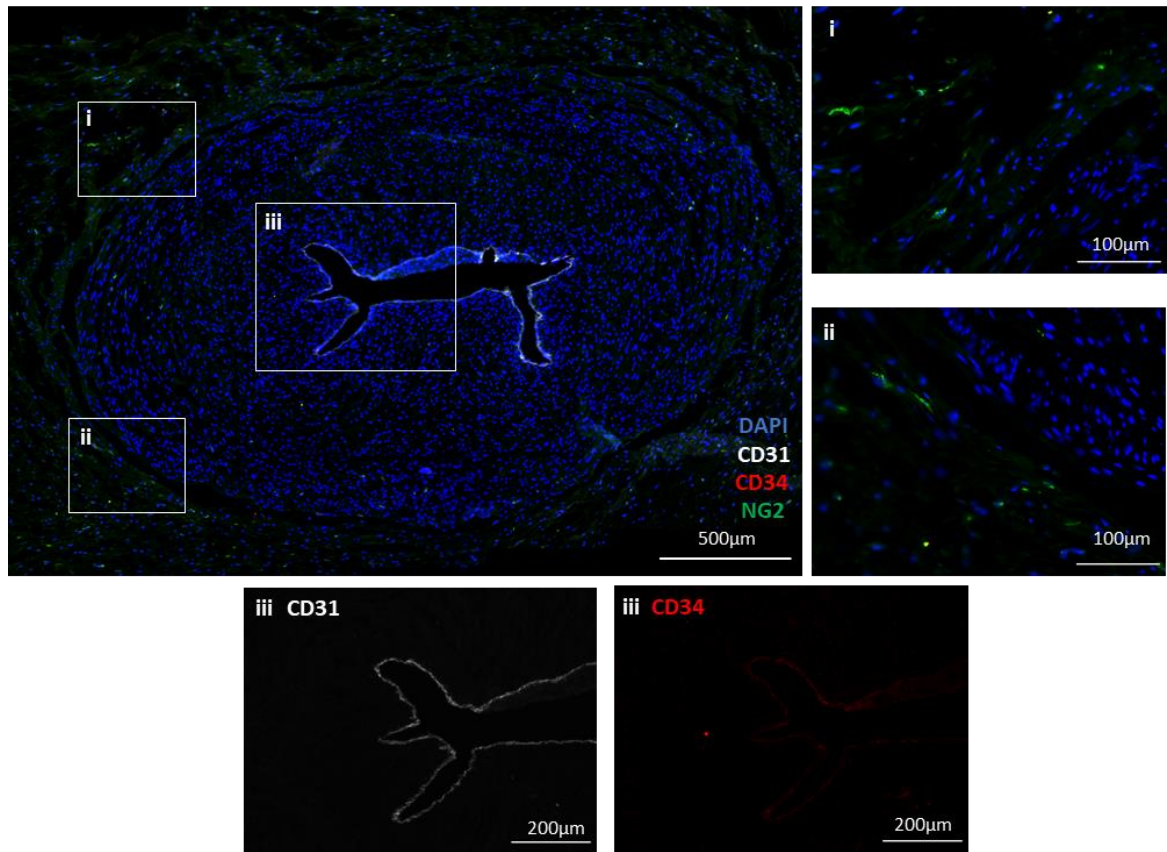 i
iii
ii
DAPI
CD31
CD34
NG2
500µm
i
100µm
ii
100µm
iii CD31
200µm
iii CD34
200µm